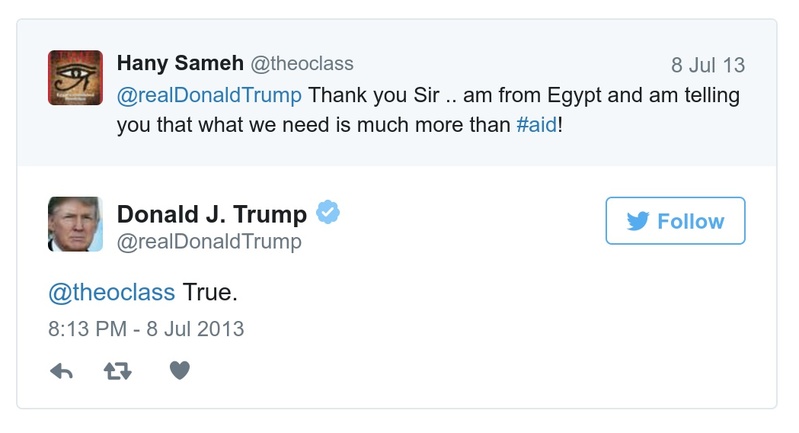 Hany Sameh @theoclass 8 Jul 13
@realDonaldTrump Thank you Sir .. am from Egypt and am telling
you that what we need is much more than #aid!
Donald J. Trump
Follow
@realDonaldTrump
@theoclass True.
8:13 PM - 8 Jul 2013